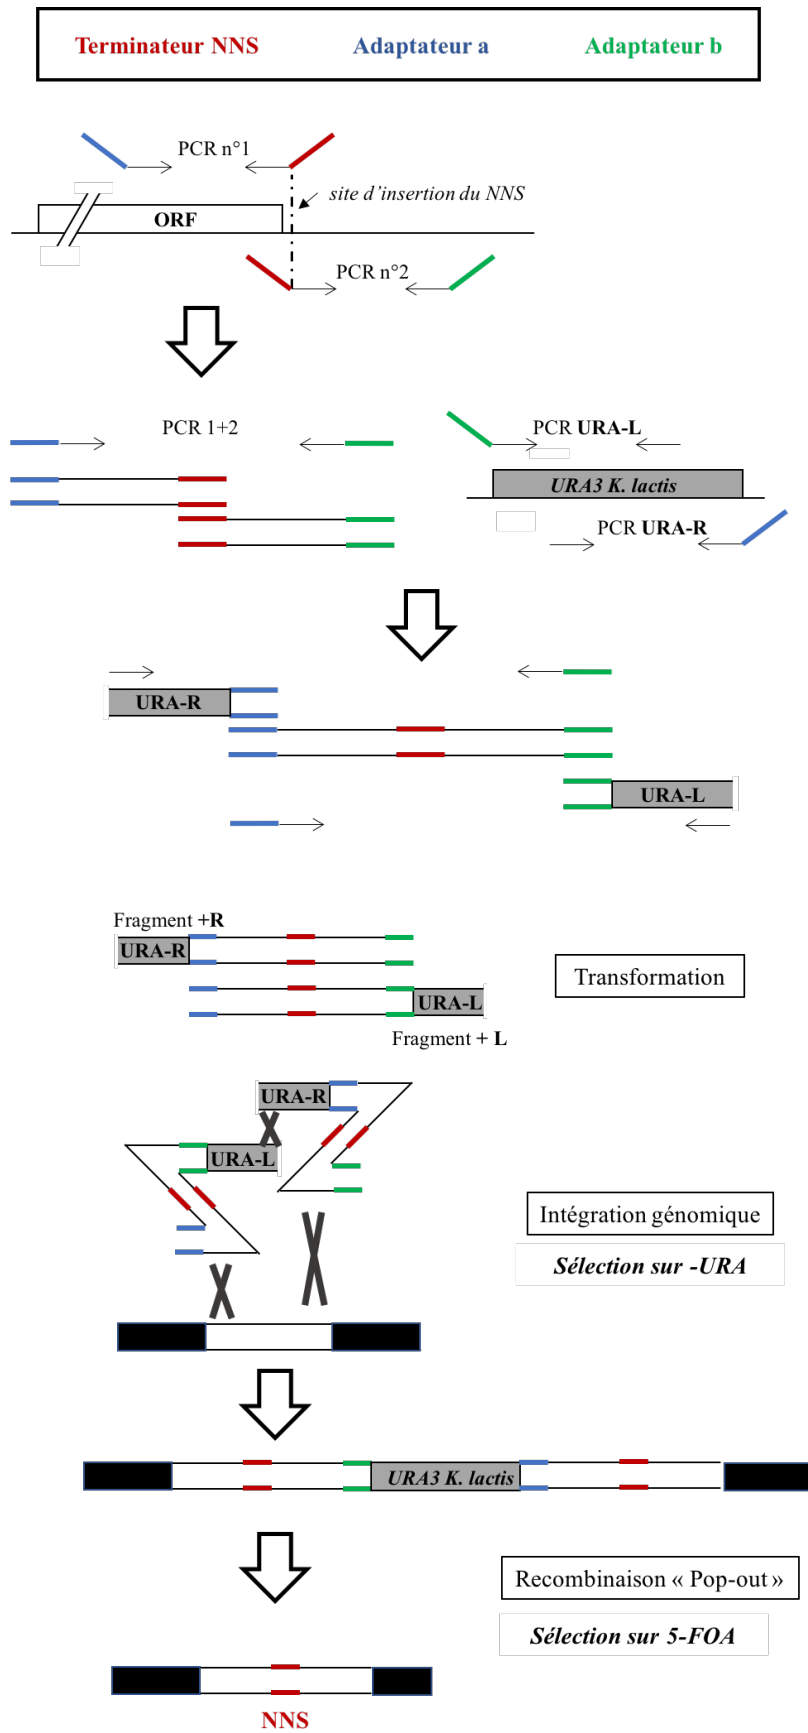 Terminateur NNS Adaptateur a Adaptateur b
PCR n°1
site d'insertion du NNS
ORF
PCR n°2
PCR 1+2
PCR URA-L
URA3 K. lactis
PCR URA-R
URA-R
URA-L
Fragment +R
URA-R
Transformation
URA-L
Fragment + L
URA-R
URA-L
Intégration génomique
Sélection sur -URA
URA3 K. lactis
Recombinaison « Pop-out »
Sélection sur 5-FOA
NNS